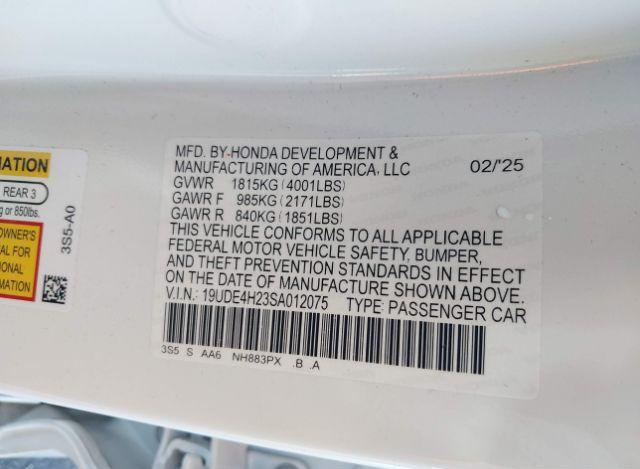 MFD. BY-HONDA DEVELOPMENT &
MANUFACTURING OF AMERICA, LLC 02/'25
GVWR 1815KG (4001LBS)
GAWR F 985KG (2171LBS)
GAWR R 840KG (1851LBS)
THIS VEHICLE CONFORMS TO ALL APPLICABLE
FEDERAL MOTOR VEHICLE SAFETY, BUMPER,
AND THEFT PREVENTION STANDARDS IN EFFECT
ON THE DATE OF MANUFACTURE SHOWN ABOVE.
V.I.N.: 19UDE4H23SA012075 TYPE: PASSENGER CAR
3S5 S AA6 NH883PX .B .A
MATION
REAR 3
g or 850lbs.
OWNER'S
AL FOR
IONAL
MATION
3S5-A0